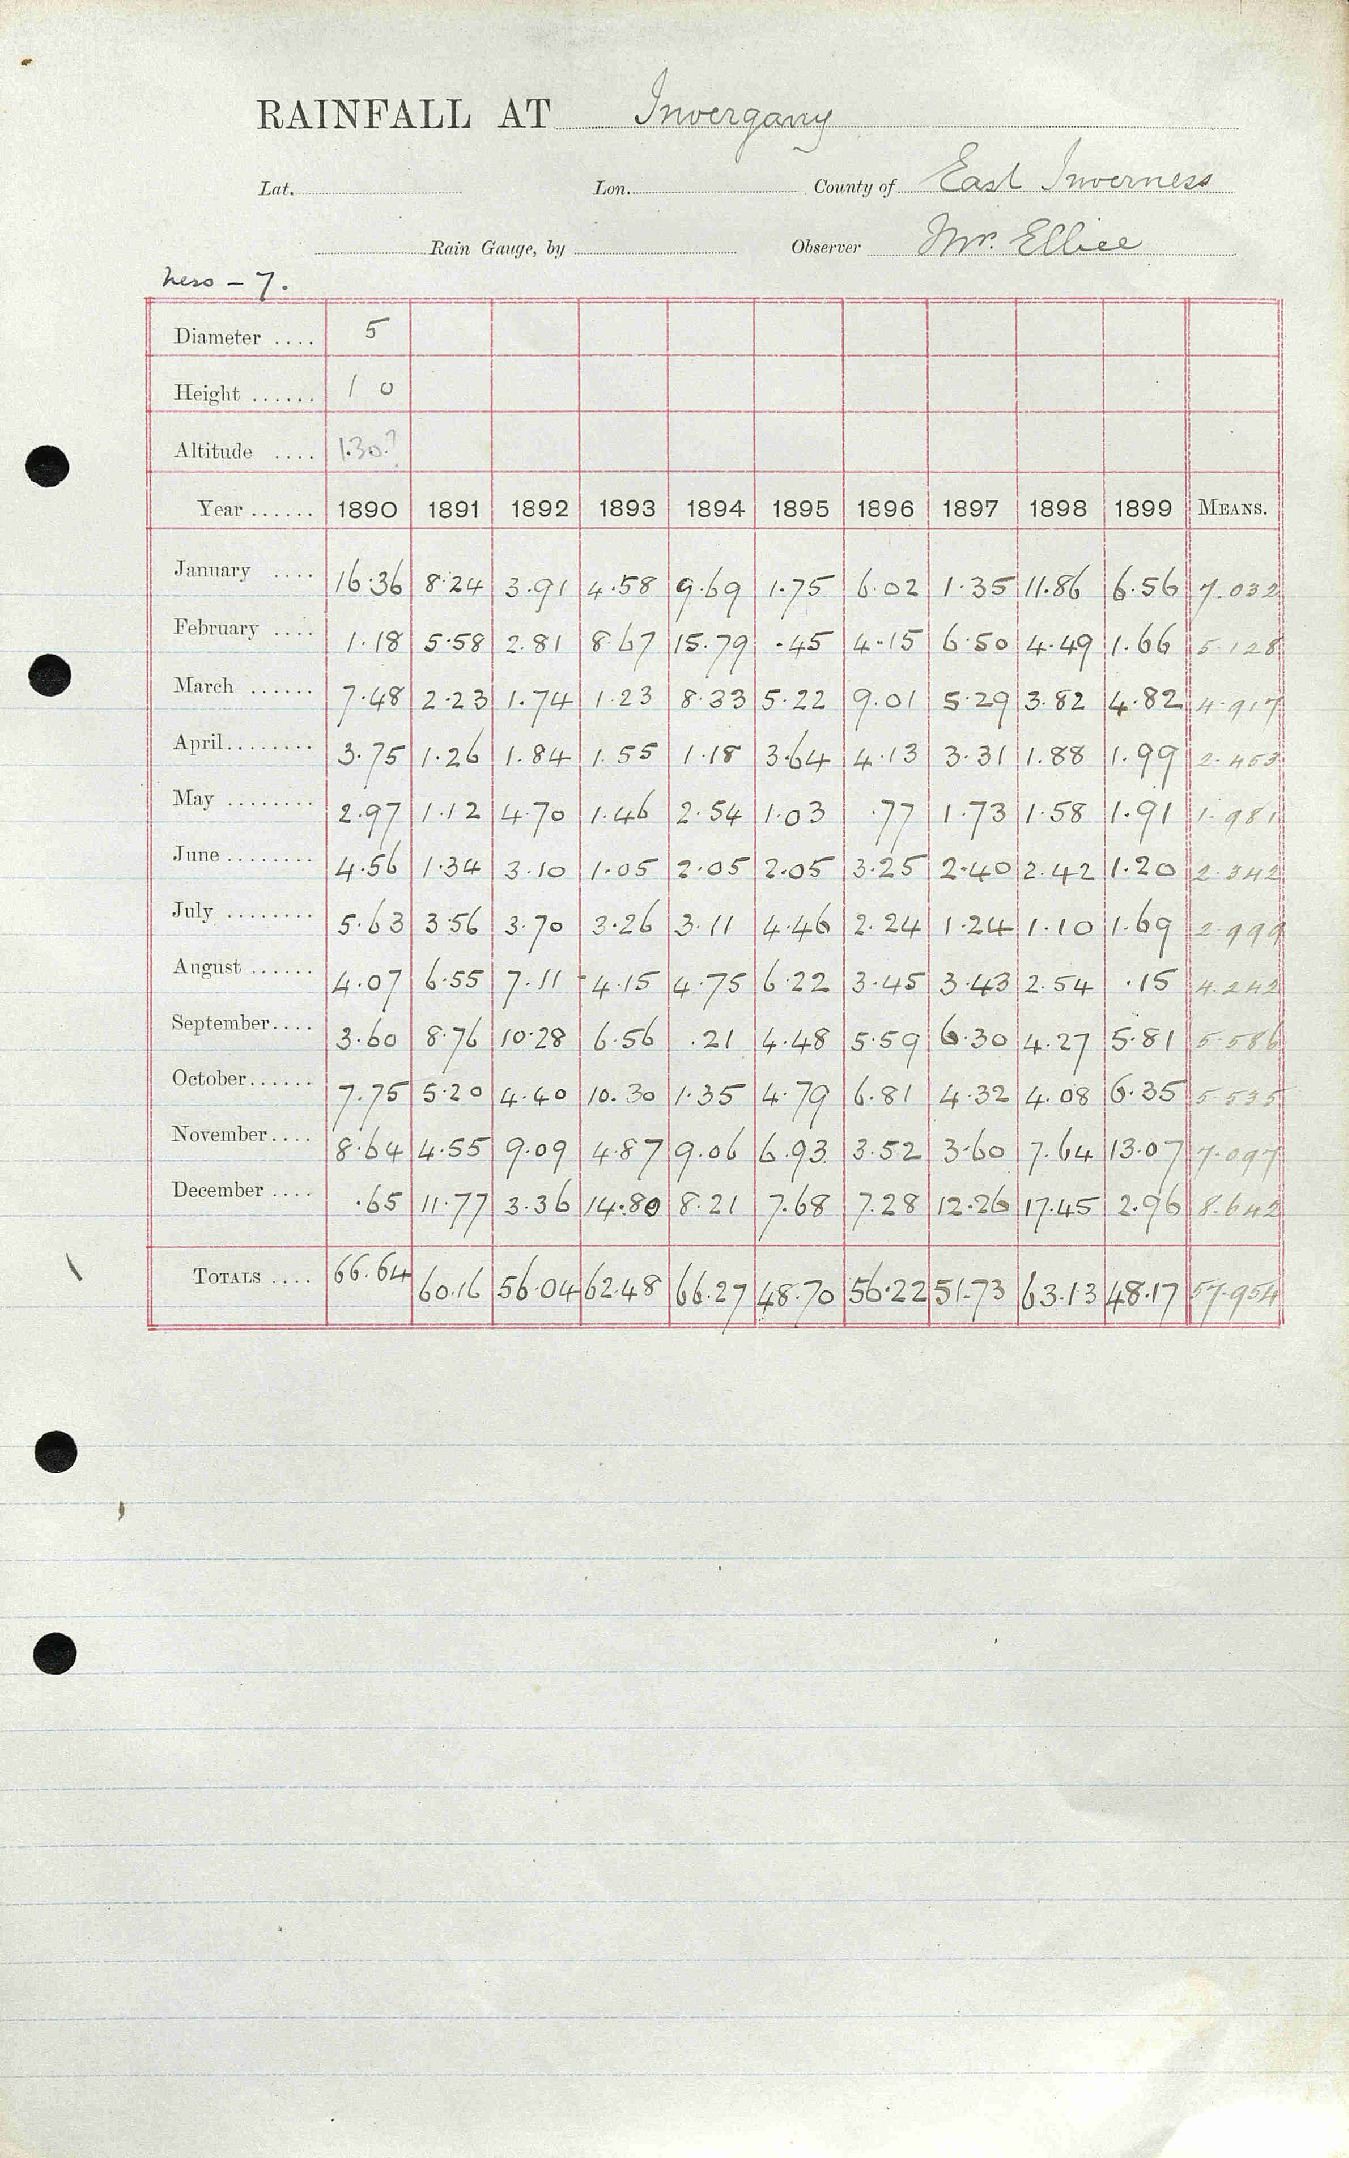 RAINFALL AT Invergarry
Lat. Lon. County of East Inverness
Rain Gauge, by Observer Mr. Ellice
Ness - 7.
Diameter .... 5
Height ...... 1 0
Altitude .... 130?
Year ...... 1890 1891 1892 1893 1894 1895 1896 1897 1898 1899 MEANS.
January .... 16.36 8.24 3.91 4.58 9.69 1.75 6.02 1.35 11.86 6.56 7.032
February .... 1.18 5.58 2.81 8.67 15.79 .45 4.15 6.50 4.49 1.66 5.128
March ...... 7.48 2.23 1.74 1.23 8.33 5.22 9.01 5.29 3.82 4.82 4.917
April........ 3.75 1.26 1.84 1.55 1.18 3.64 4.13 3.31 1.88 1.99 2.453
May ........ 2.97 1.12 4.70 1.46 2.54 1.03 .77 1.73 1.58 1.91 1.981
June ........ 4.56 1.34 3.10 1.05 2.05 2.05 3.25 2.40 2.42 1.20 2.342
July ........ 5.63 3.56 3.70 3.26 3.11 4.46 2.24 1.24 1.10 1.69 2.999
August ...... 4.07 6.55 7.11 4.15 4.75 6.22 3.45 3.43 2.54 .15 4.242
September.... 3.60 8.76 10.28 6.56 .21 4.48 5.59 6.30 4.27 5.81 5.586
October...... 7.75 5.20 4.40 10.30 1.35 4.79 6.81 4.32 4.08 6.35 5.535
November.... 8.64 4.55 9.09 4.87 9.06 6.93 3.52 3.60 7.64 13.07 7.097
December .... .65 11.77 3.36 14.80 8.21 7.68 7.28 12.26 17.45 2.96 8.642
TOTALS .... 66.64 60.16 56.04 62.48 66.27 48.70 56.22 51.73 63.13 48.17 57.954